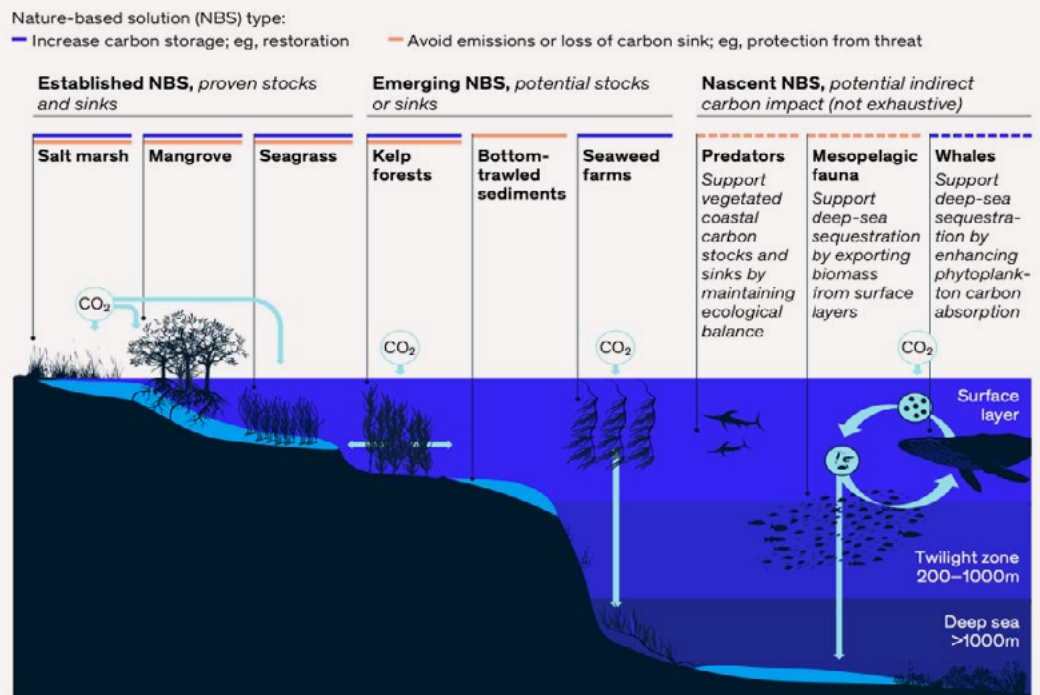 Nature-based solution (NBS) type:
Increase carbon storage; eg, restoration
Avoid emissions or loss of carbon sink; eg, protection from threat
Established NBS, proven stocks
and sinks
Emerging NBS, potential stocks
or sinks
Nascent NBS, potential indirect
carbon impact (not exhaustive)
Salt marsh
Mangrove
Seagrass
Kelp
forests
Bottom-
trawled
sediments
Seaweed
farms
Predators
Support
vegetated
coastal
carbon
stocks and
sinks by
maintaining
ecological
balance
Mesopelagic
fauna
Support
deep-sea
sequestration
by exporting
biomass
from surface
layers
Whales
Support
deep-sea
sequestra-
tion by
enhancing
phytoplank-
ton carbon
absorption
CO₂
CO₂
CO₂
CO₂
Surface
layer
Twilight zone
200–1000m
Deep sea
>1000m